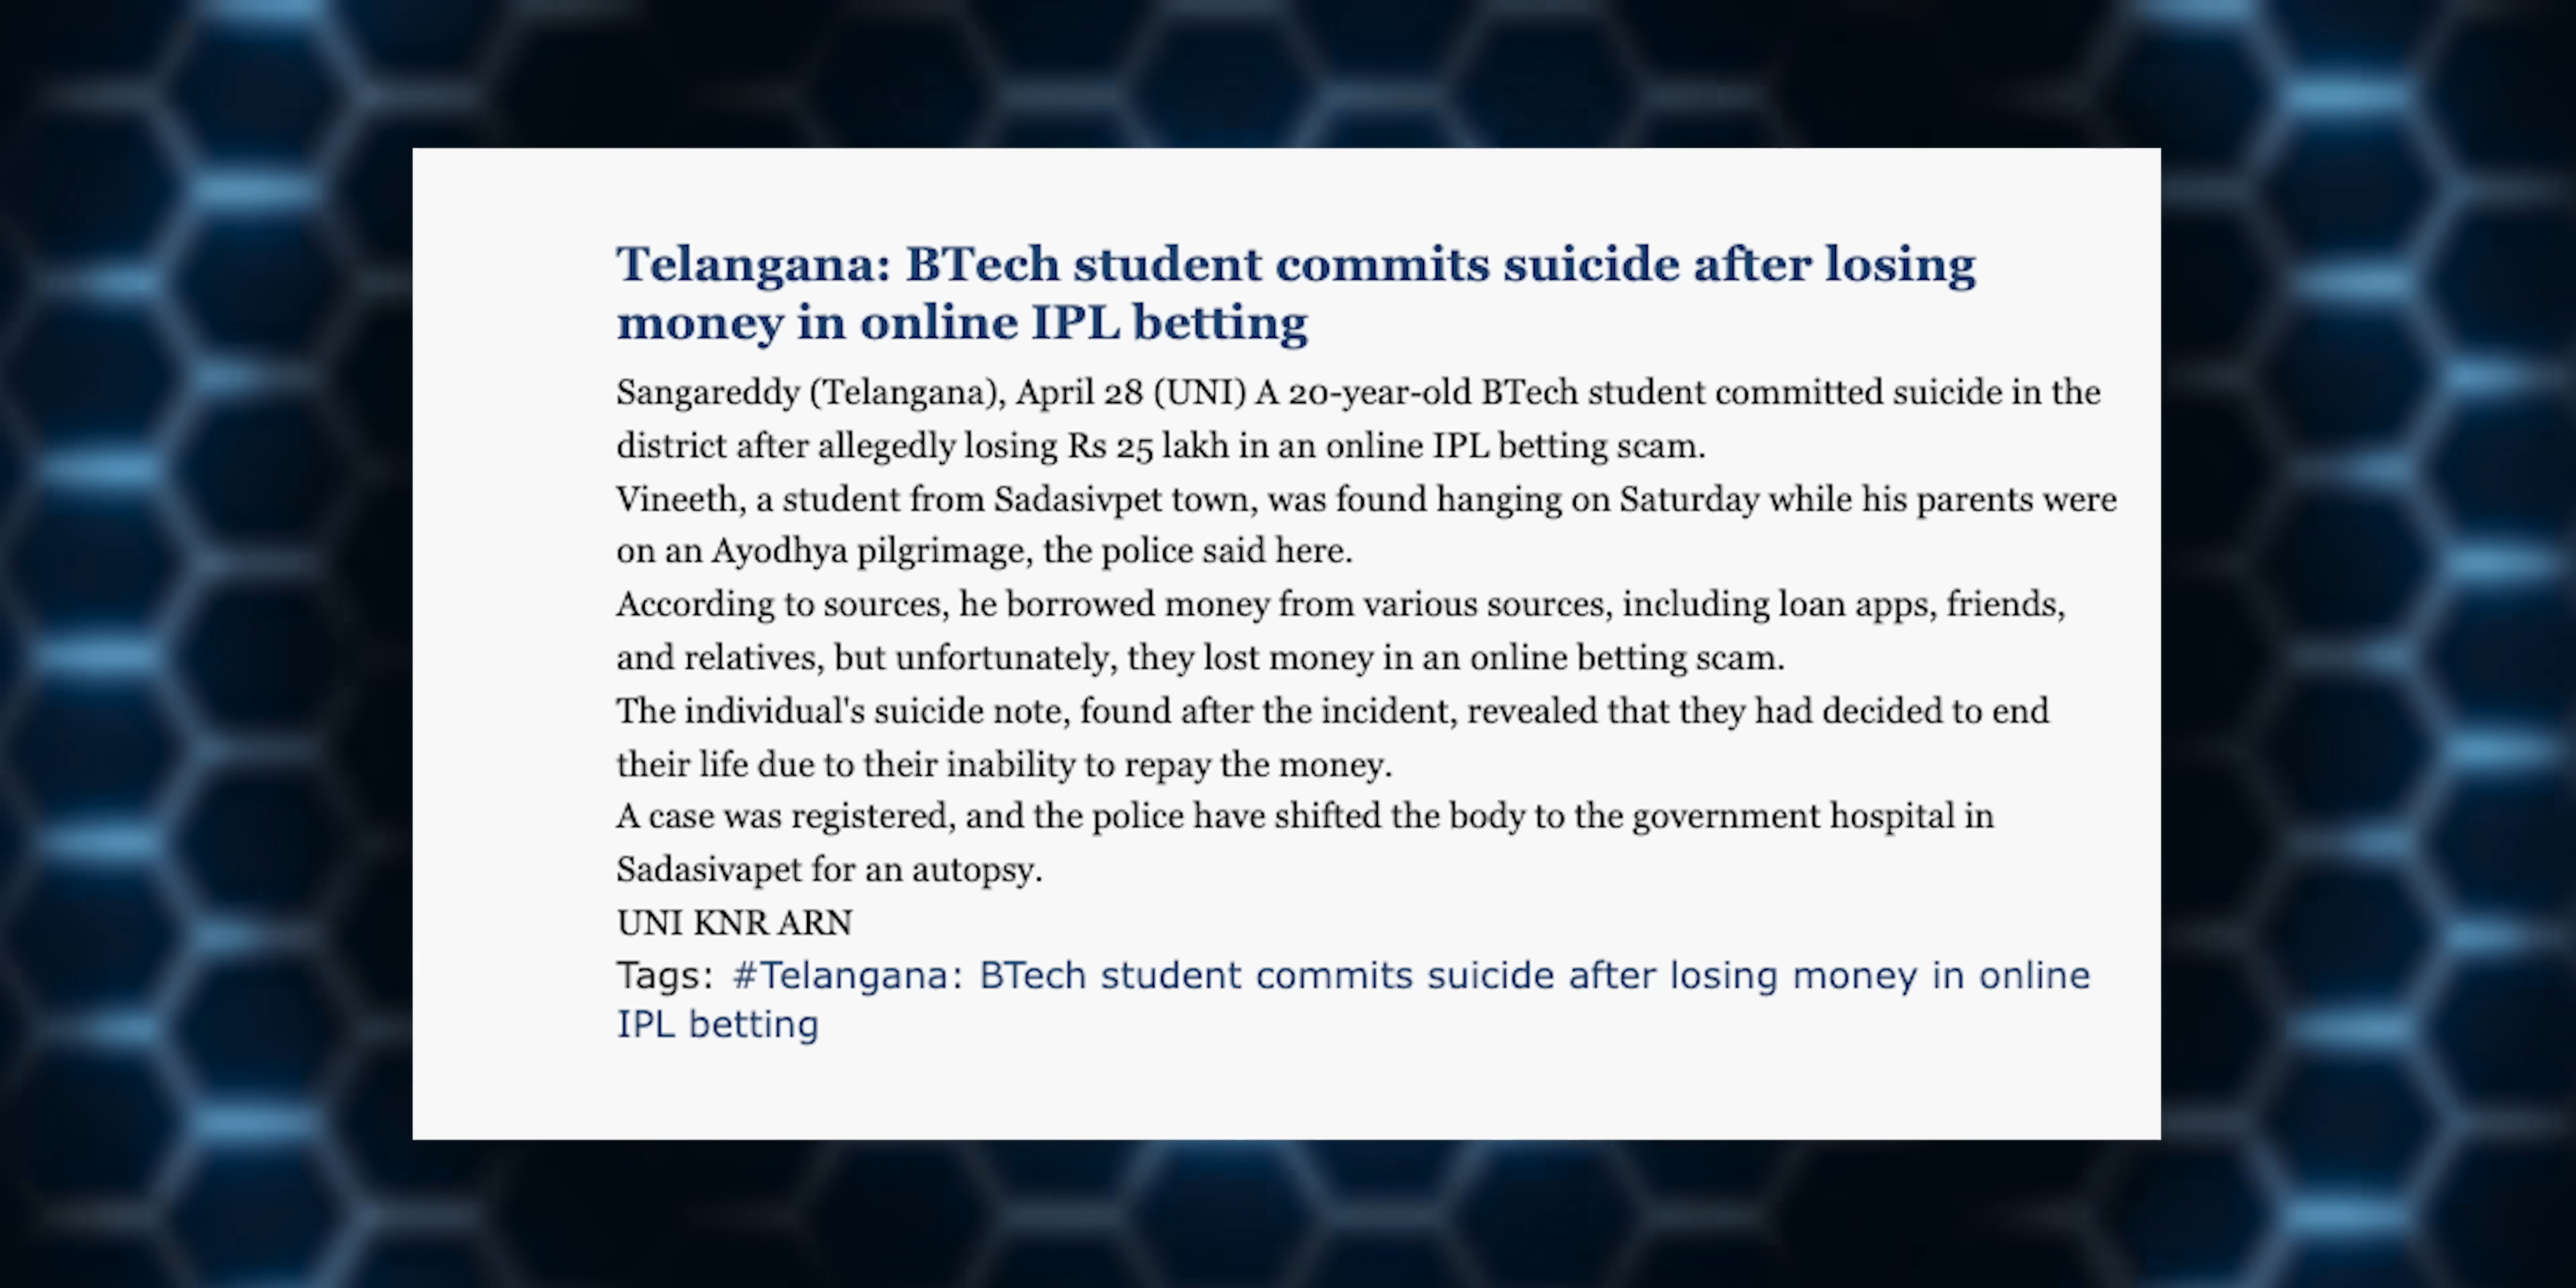 Telangana: BTech student commits suicide after losing
money in online IPL betting
Sangareddy (Telangana), April 28 (UNI) A 20-year-old BTech student committed suicide in the
district after allegedly losing Rs 25 lakh in an online IPL betting scam.
Vineeth, a student from Sadasivpet town, was found hanging on Saturday while his parents were
on an Ayodhya pilgrimage, the police said here.
According to sources, he borrowed money from various sources, including loan apps, friends,
and relatives, but unfortunately, they lost money in an online betting scam.
The individual's suicide note, found after the incident, revealed that they had decided to end
their life due to their inability to repay the money.
A case was registered, and the police have shifted the body to the government hospital in
Sadasivapet for an autopsy.
UNI KNR ARN
Tags: #Telangana: BTech student commits suicide after losing money in online
IPL betting